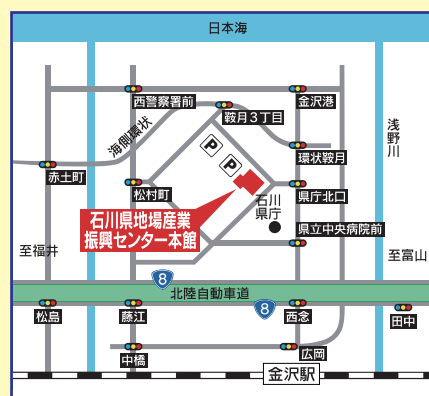 日本海
西警察署前
金沢港
鞍月3丁目
海側環状
浅野川
環状鞍月
赤土町
松村町
県庁北口
石川
県庁
石川県地場産業
振興センター本館
県立中央病院前
至福井
至富山
8
北陸自動車道
8
松島
藤江
西念
田中
中橋
広岡
金沢駅
P
P